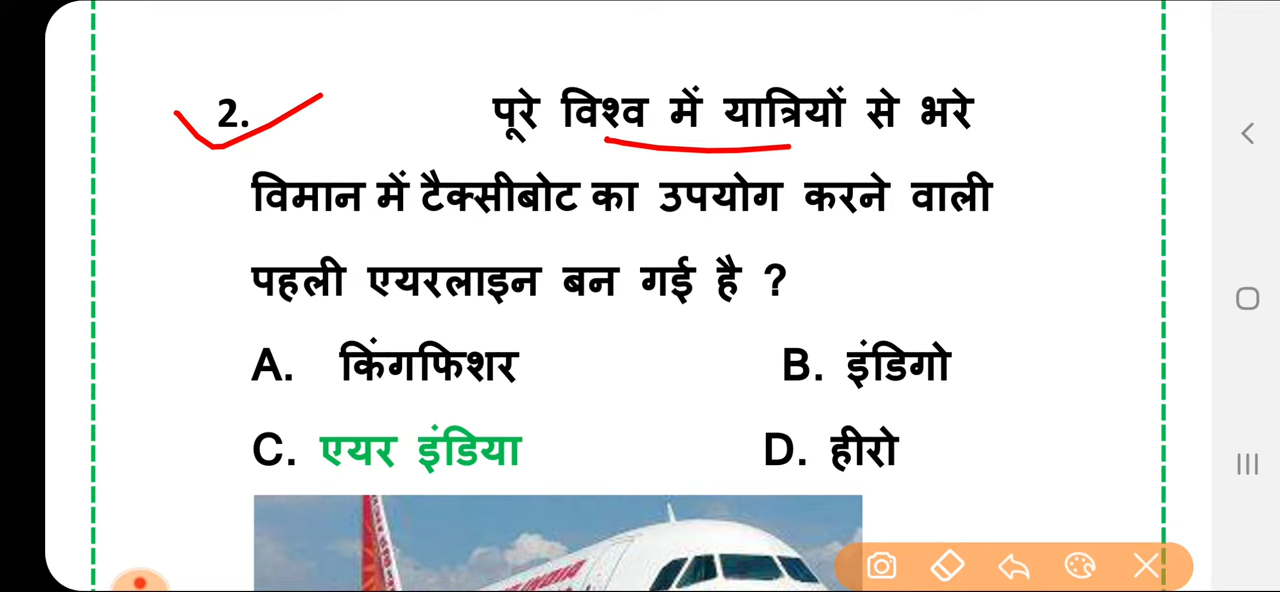 2. पूरे विश्व में यात्रियों से भरे
विमान में टैक्सीबोट का उपयोग करने वाली
पहली एयरलाइन बन गई है ?
A. किंगफिशर B. इंडिगो
C. एयर इंडिया D. हीरो